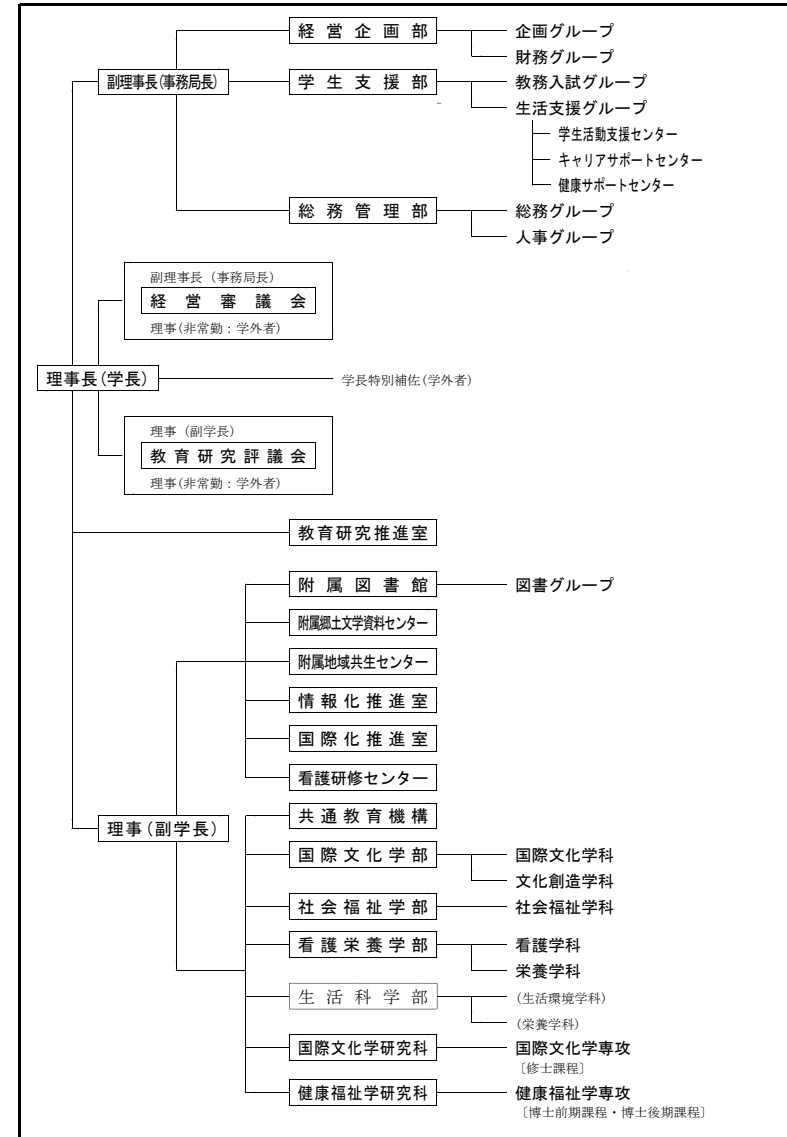 経営企画部
企画グループ
財務グループ
副理事長(事務局長)
学生支援部
教務入試グループ
生活支援グループ
学生活動支援センター
キャリアサポートセンター
健康サポートセンター
総務管理部
総務グループ
人事グループ
副理事長（事務局長）
経営審議会
理事(非常勤：学外者)
理事長(学長)
学長特別補佐(学外者)
理事（副学長）
教育研究評議会
理事(非常勤：学外者)
教育研究推進室
附属図書館
図書グループ
附属郷土文学資料センター
附属地域共生センター
情報化推進室
国際化推進室
看護研修センター
理事(副学長)
共通教育機構
国際文化学部
国際文化学科
文化創造学科
社会福祉学部
社会福祉学科
看護栄養学部
看護学科
栄養学科
生活科学部
(生活環境学科)
(栄養学科)
国際文化学研究科
国際文化学専攻
〔修士課程〕
健康福祉学研究科
健康福祉学専攻
〔博士前期課程・博士後期課程〕